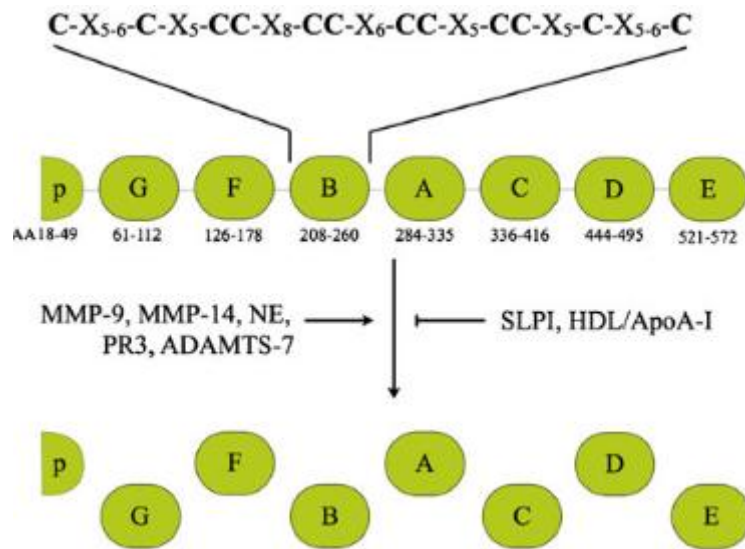 C-X₅₋₆-C-X₅-CC-X₈-CC-X₆-CC-X₅-CC-X₅-C-X₅₋₆-C
p G F B A C D E
AA18-49 61-112 126-178 208-260 284-335 336-416 444-495 521-572
MMP-9, MMP-14, NE,
PR3, ADAMTS-7
SLPI, HDL/ApoA-I
p F A D
G B C E